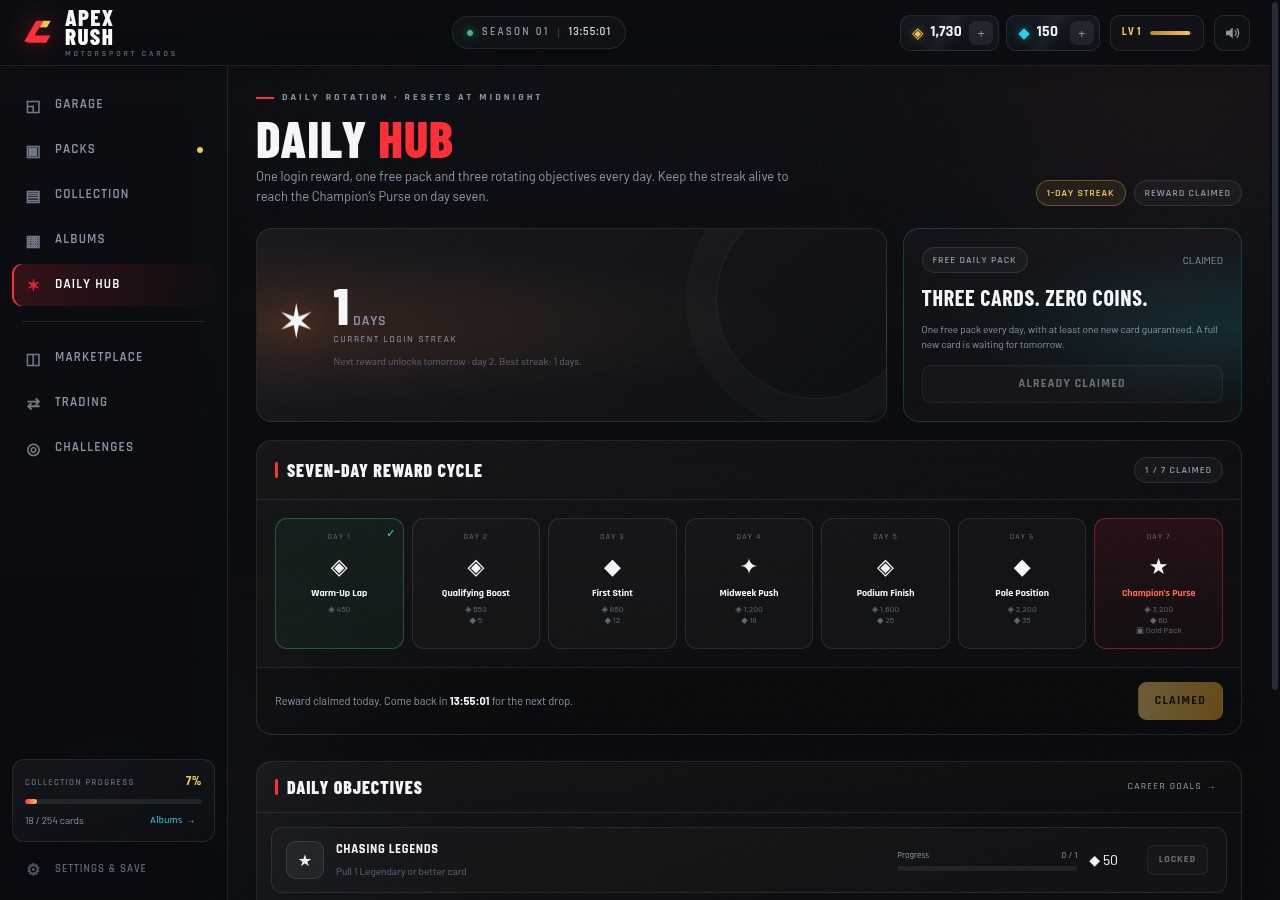 APEX
RUSH
MOTORSPORT CARDS
SEASON 01 | 13:55:01
1,730 +
150 +
LV 1
GARAGE
PACKS
COLLECTION
ALBUMS
DAILY HUB
MARKETPLACE
TRADING
CHALLENGES
COLLECTION PROGRESS 7%
18 / 254 cards Albums →
SETTINGS & SAVE
DAILY ROTATION · RESETS AT MIDNIGHT
DAILY HUB
One login reward, one free pack and three rotating objectives every day. Keep the streak alive to
reach the Champion's Purse on day seven.
1-DAY STREAK
REWARD CLAIMED
1 DAYS
CURRENT LOGIN STREAK
Next reward unlocks tomorrow · day 2. Best streak: 1 days.
FREE DAILY PACK
CLAIMED
THREE CARDS. ZERO COINS.
One free pack every day, with at least one new card guaranteed. A full
new card is waiting for tomorrow.
ALREADY CLAIMED
SEVEN-DAY REWARD CYCLE
1 / 7 CLAIMED
DAY 1 ✓
Warm-Up Lap
◈ 450
DAY 2
Qualifying Boost
◈ 650
◆ 5
DAY 3
First Stint
◈ 850
◆ 12
DAY 4
Midweek Push
◈ 1,200
◆ 18
DAY 5
Podium Finish
◈ 1,600
◆ 25
DAY 6
Pole Position
◈ 2,200
◆ 35
DAY 7
Champion's Purse
◈ 3,200
◆ 60
▣ Gold Pack
Reward claimed today. Come back in 13:55:01 for the next drop.
CLAIMED
DAILY OBJECTIVES
CAREER GOALS →
CHASING LEGENDS
Pull 1 Legendary or better card
Progress 0 / 1
◆ 50
LOCKED